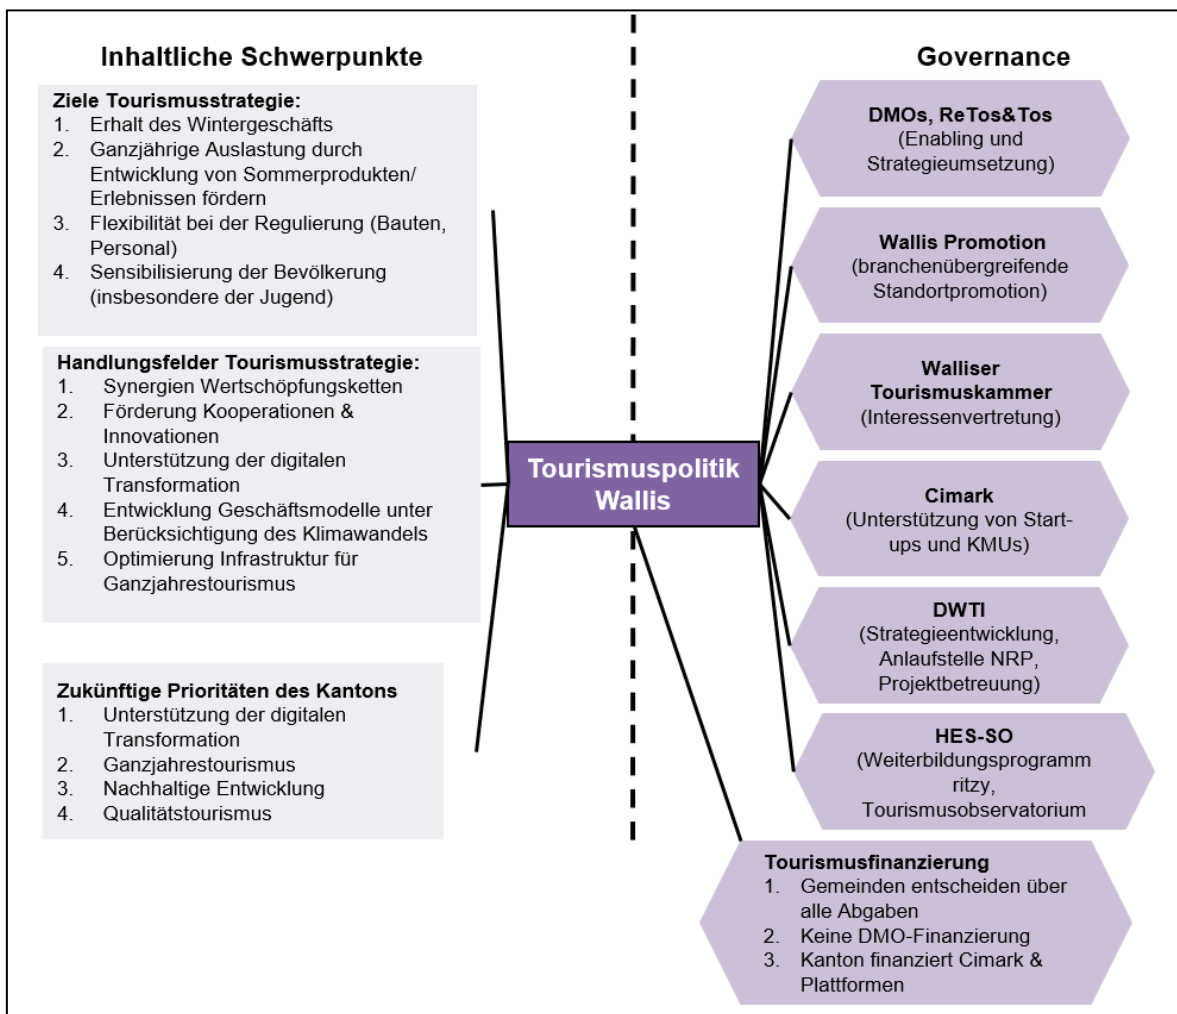 Inhaltliche Schwerpunkte
Ziele Tourismusstrategie:
1. Erhalt des Wintergeschäfts
2. Ganzjährige Auslastung durch
Entwicklung von Sommerprodukten/
Erlebnissen fördern
3. Flexibilität bei der Regulierung (Bauten,
Personal)
4. Sensibilisierung der Bevölkerung
(insbesondere der Jugend)
Handlungsfelder Tourismusstrategie:
1. Synergien Wertschöpfungsketten
2. Förderung Kooperationen &
Innovationen
3. Unterstützung der digitalen
Transformation
4. Entwicklung Geschäftsmodelle unter
Berücksichtigung des Klimawandels
5. Optimierung Infrastruktur für
Ganzjahrestourismus
Zukünftige Prioritäten des Kantons
1. Unterstützung der digitalen
Transformation
2. Ganzjahrestourismus
3. Nachhaltige Entwicklung
4. Qualitätstourismus
Tourismuspolitik
Wallis
Governance
DMOs, ReTos&Tos
(Enabling und
Strategieumsetzung)
Wallis Promotion
(branchenübergreifende
Standortpromotion)
Walliser
Tourismuskammer
(Interessenvertretung)
Cimark
(Unterstützung von Start-
ups und KMUs)
DWTI
(Strategieentwicklung,
Anlaufstelle NRP,
Projektbetreuung)
HES-SO
(Weiterbildungsprogramm
ritzy,
Tourismusobservatorium
Tourismusfinanzierung
1. Gemeinden entscheiden über
alle Abgaben
2. Keine DMO-Finanzierung
3. Kanton finanziert Cimark &
Plattformen